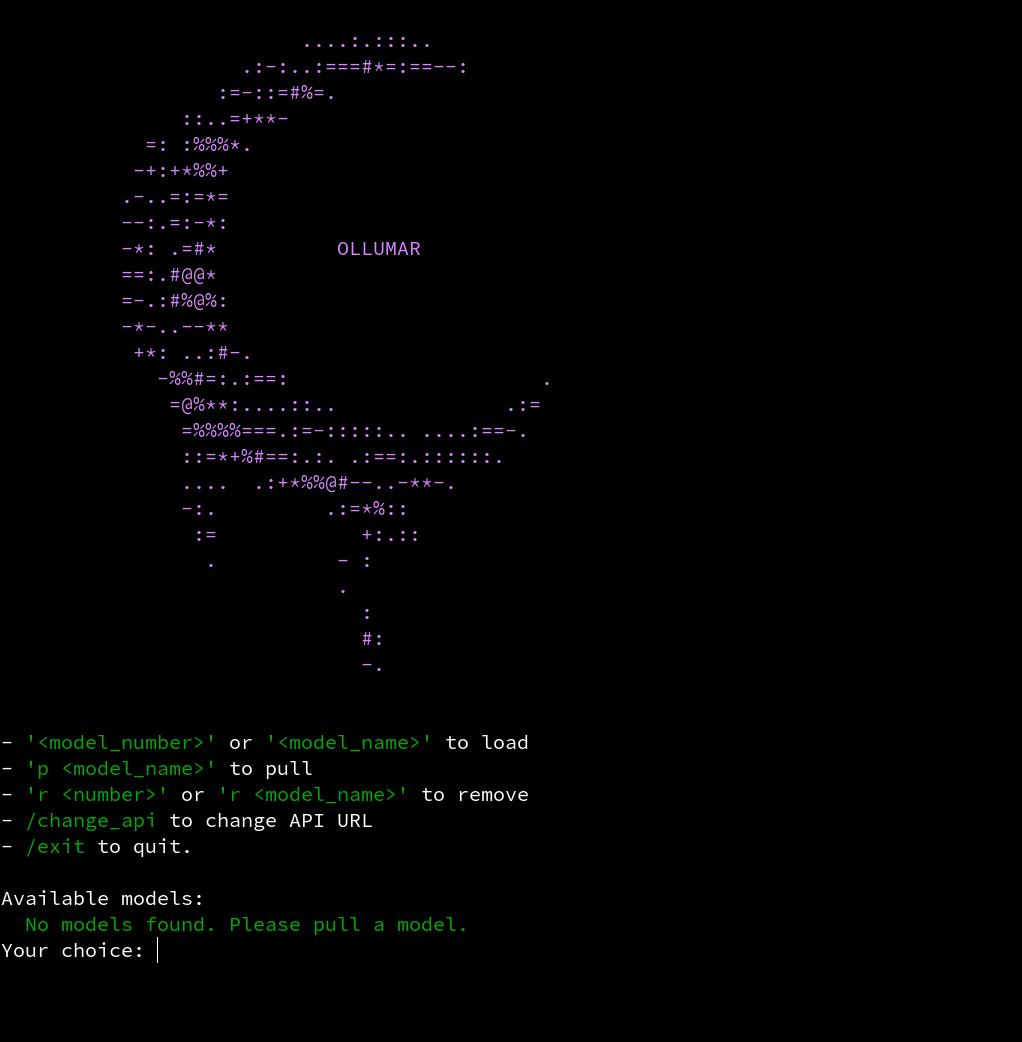 OLLUMAR
- '<model_number>' or '<model_name>' to load
- 'p <model_name>' to pull
- 'r <number>' or 'r <model_name>' to remove
- /change_api to change API URL
- /exit to quit.
Available models:
No models found. Please pull a model.
Your choice: